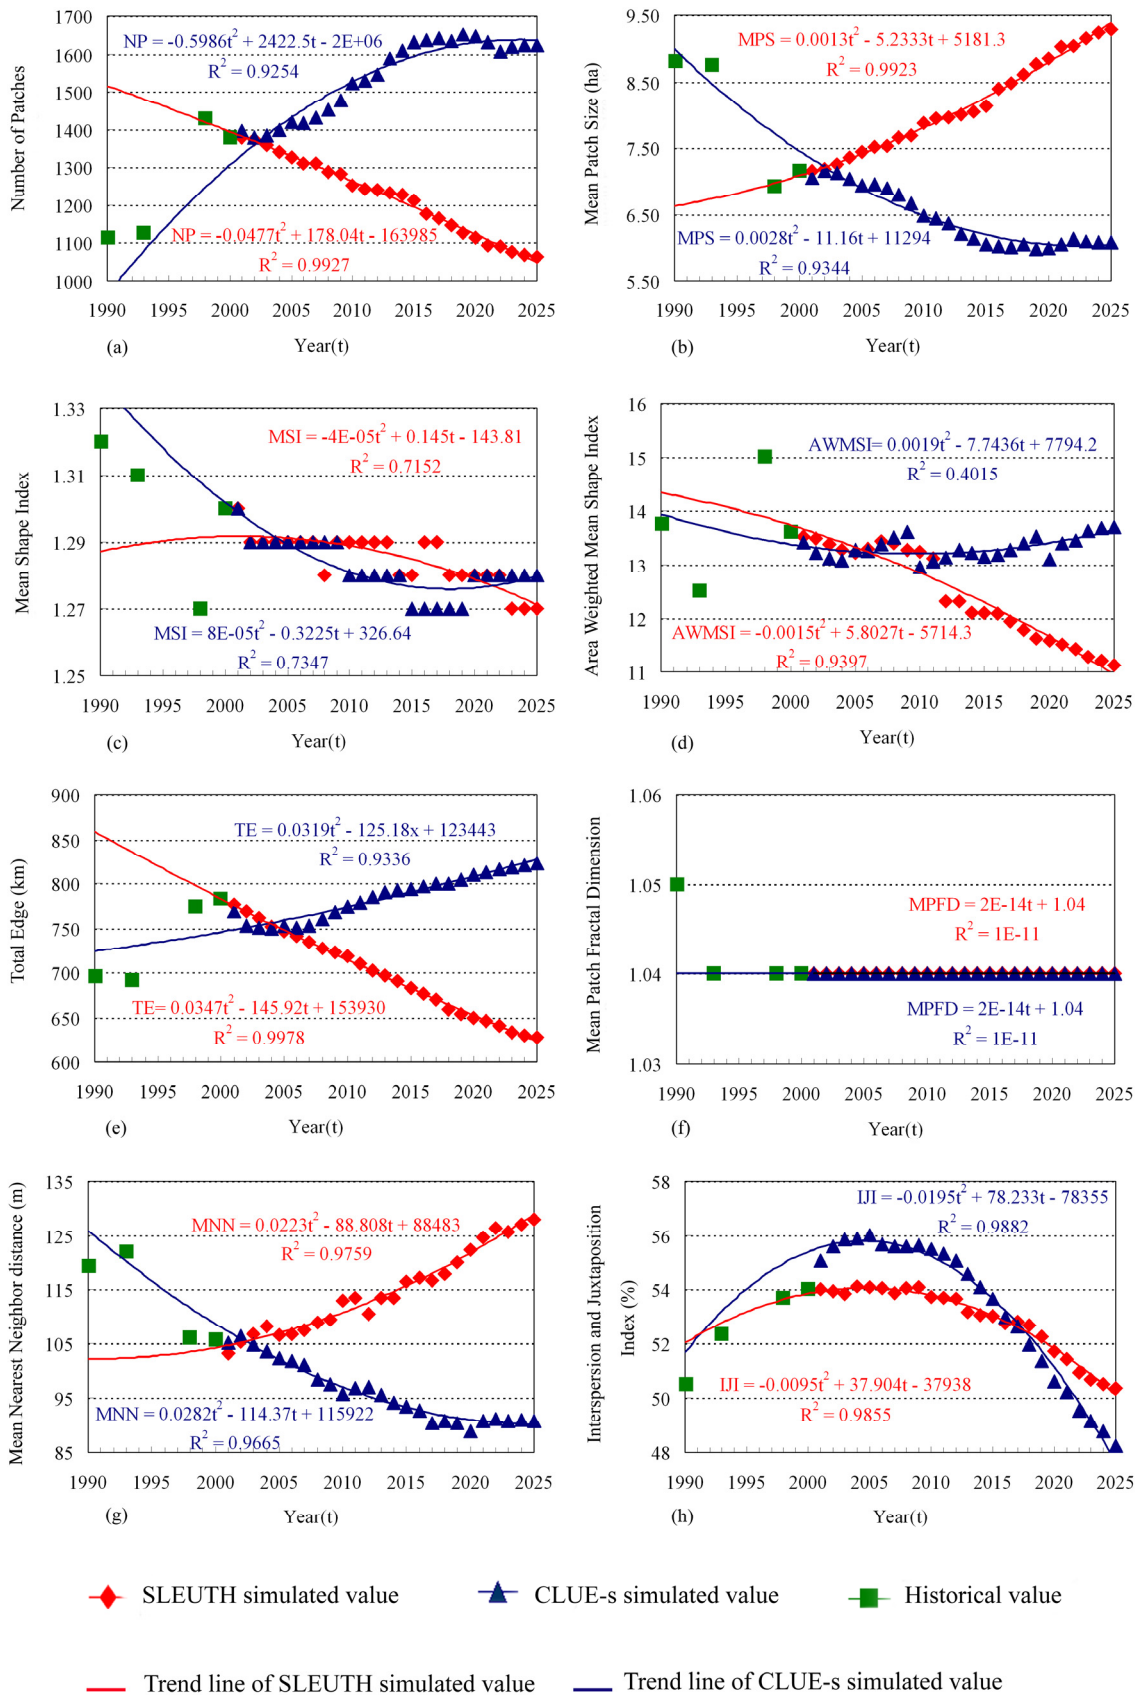 NP = -0.5986t² + 2422.5t - 2E+06
R² = 0.9254
NP = -0.0477t² + 178.04t - 163985
R² = 0.9927
Number of Patches
1700
1600
1500
1400
1300
1200
1100
1000
1990 1995 2000 2005 2010 2015 2020 2025
(a) Year(t)
MPS = 0.0013t² - 5.2333t + 5181.3
R² = 0.9923
MPS = 0.0028t² - 11.16t + 11294
R² = 0.9344
Mean Patch Size (ha)
9.50
8.50
7.50
6.50
5.50
1990 1995 2000 2005 2010 2015 2020 2025
(b) Year(t)
MSI = -4E-05t² + 0.145t - 143.81
R² = 0.7152
MSI = 8E-05t² - 0.3225t + 326.64
R² = 0.7347
Mean Shape Index
1.33
1.31
1.29
1.27
1.25
1990 1995 2000 2005 2010 2015 2020 2025
(c) Year(t)
AWMSI= 0.0019t² - 7.7436t + 7794.2
R² = 0.4015
AWMSI = -0.0015t² + 5.8027t - 5714.3
R² = 0.9397
Area Weighted Mean Shape Index
16
15
14
13
12
11
1990 1995 2000 2005 2010 2015 2020 2025
(d) Year(t)
TE = 0.0319t² - 125.18x + 123443
R² = 0.9336
TE= 0.0347t² - 145.92t + 153930
R² = 0.9978
Total Edge (km)
900
850
800
750
700
650
600
1990 1995 2000 2005 2010 2015 2020 2025
(e) Year(t)
MPFD = 2E-14t + 1.04
R² = 1E-11
MPFD = 2E-14t + 1.04
R² = 1E-11
Mean Patch Fractal Dimension
1.06
1.05
1.04
1.03
1990 1995 2000 2005 2010 2015 2020 2025
(f) Year(t)
MNN = 0.0223t² - 88.808t + 88483
R² = 0.9759
MNN = 0.0282t² - 114.37t + 115922
R² = 0.9665
Mean Nearest Neighbor distance (m)
135
125
115
105
95
85
1990 1995 2000 2005 2010 2015 2020 2025
(g) Year(t)
IJI = -0.0195t² + 78.233t - 78355
R² = 0.9882
IJI = -0.0095t² + 37.904t - 37938
R² = 0.9855
Interspersion and Juxtaposition
Index (%)
58
56
54
52
50
48
1990 1995 2000 2005 2010 2015 2020 2025
(h) Year(t)
SLEUTH simulated value CLUE-s simulated value Historical value
Trend line of SLEUTH simulated value Trend line of CLUE-s simulated value